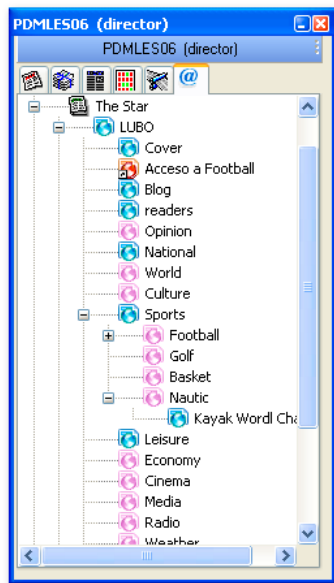 PDMLES06 (director)
PDMLES06 (director)
@
The Star
LUBO
Cover
Acceso a Football
Blog
readers
Opinion
National
World
Culture
Sports
Football
Golf
Basket
Nautic
Kayak Wordl Cha
Leisure
Economy
Cinema
Media
Radio
Weather